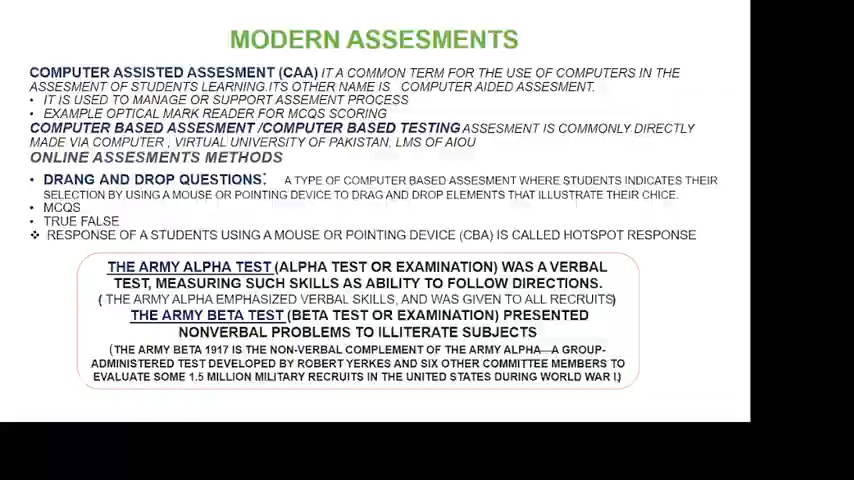 MODERN ASSESMENTS
COMPUTER ASSISTED ASSESMENT (CAA) IT A COMMON TERM FOR THE USE OF COMPUTERS IN THE
ASSESMENT OF STUDENTS LEARNING.ITS OTHER NAME IS COMPUTER AIDED ASSESMENT.
• IT IS USED TO MANAGE OR SUPPORT ASSEMENT PROCESS
• EXAMPLE OPTICAL MARK READER FOR MCQS SCORING
COMPUTER BASED ASSESMENT /COMPUTER BASED TESTING ASSESMENT IS COMMONLY DIRECTLY
MADE VIA COMPUTER , VIRTUAL UNIVERSITY OF PAKISTAN, LMS OF AIOU
ONLINE ASSESMENTS METHODS
• DRANG AND DROP QUESTIONS: A TYPE OF COMPUTER BASED ASSESMENT WHERE STUDENTS INDICATES THEIR
SELECTION BY USING A MOUSE OR POINTING DEVICE TO DRAG AND DROP ELEMENTS THAT ILLUSTRATE THEIR CHICE.
• MCQS
• TRUE FALSE
❖ RESPONSE OF A STUDENTS USING A MOUSE OR POINTING DEVICE (CBA) IS CALLED HOTSPOT RESPONSE
THE ARMY ALPHA TEST (ALPHA TEST OR EXAMINATION) WAS A VERBAL
TEST, MEASURING SUCH SKILLS AS ABILITY TO FOLLOW DIRECTIONS.
( THE ARMY ALPHA EMPHASIZED VERBAL SKILLS, AND WAS GIVEN TO ALL RECRUITS)
THE ARMY BETA TEST (BETA TEST OR EXAMINATION) PRESENTED
NONVERBAL PROBLEMS TO ILLITERATE SUBJECTS
(THE ARMY BETA 1917 IS THE NON-VERBAL COMPLEMENT OF THE ARMY ALPHA—A GROUP-
ADMINISTERED TEST DEVELOPED BY ROBERT YERKES AND SIX OTHER COMMITTEE MEMBERS TO
EVALUATE SOME 1.5 MILLION MILITARY RECRUITS IN THE UNITED STATES DURING WORLD WAR I.)